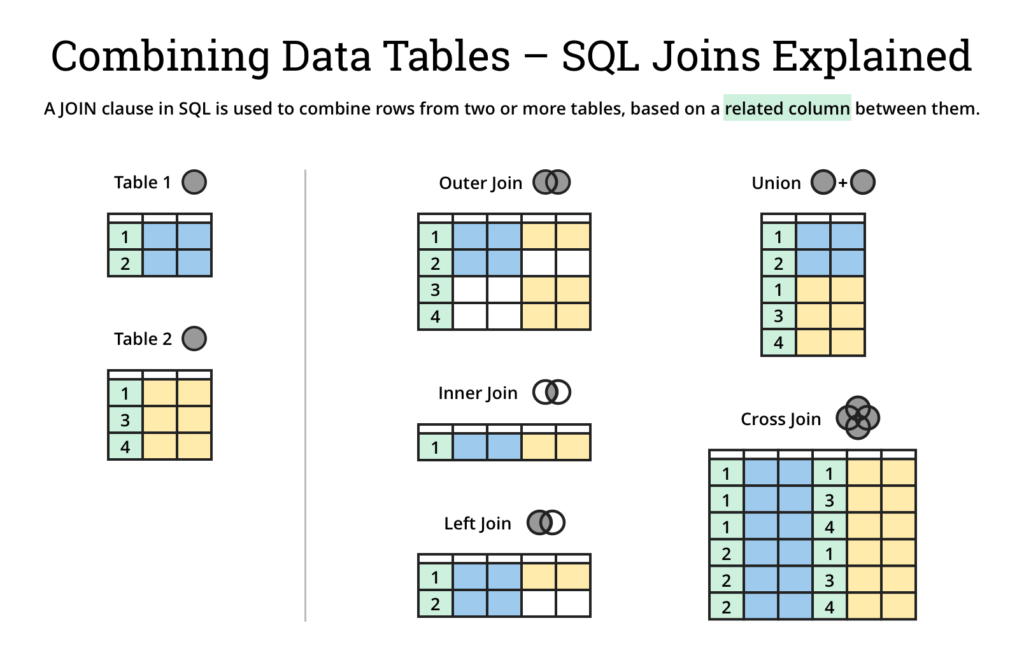 Combining Data Tables – SQL Joins Explained
A JOIN clause in SQL is used to combine rows from two or more tables, based on a related column between them.
Table 1
1
2
Table 2
1
3
4
Outer Join
1
2
3
4
Inner Join
1
Left Join
1
2
Union +
1
2
1
3
4
Cross Join
1 1
1 3
1 4
2 1
2 3
2 4